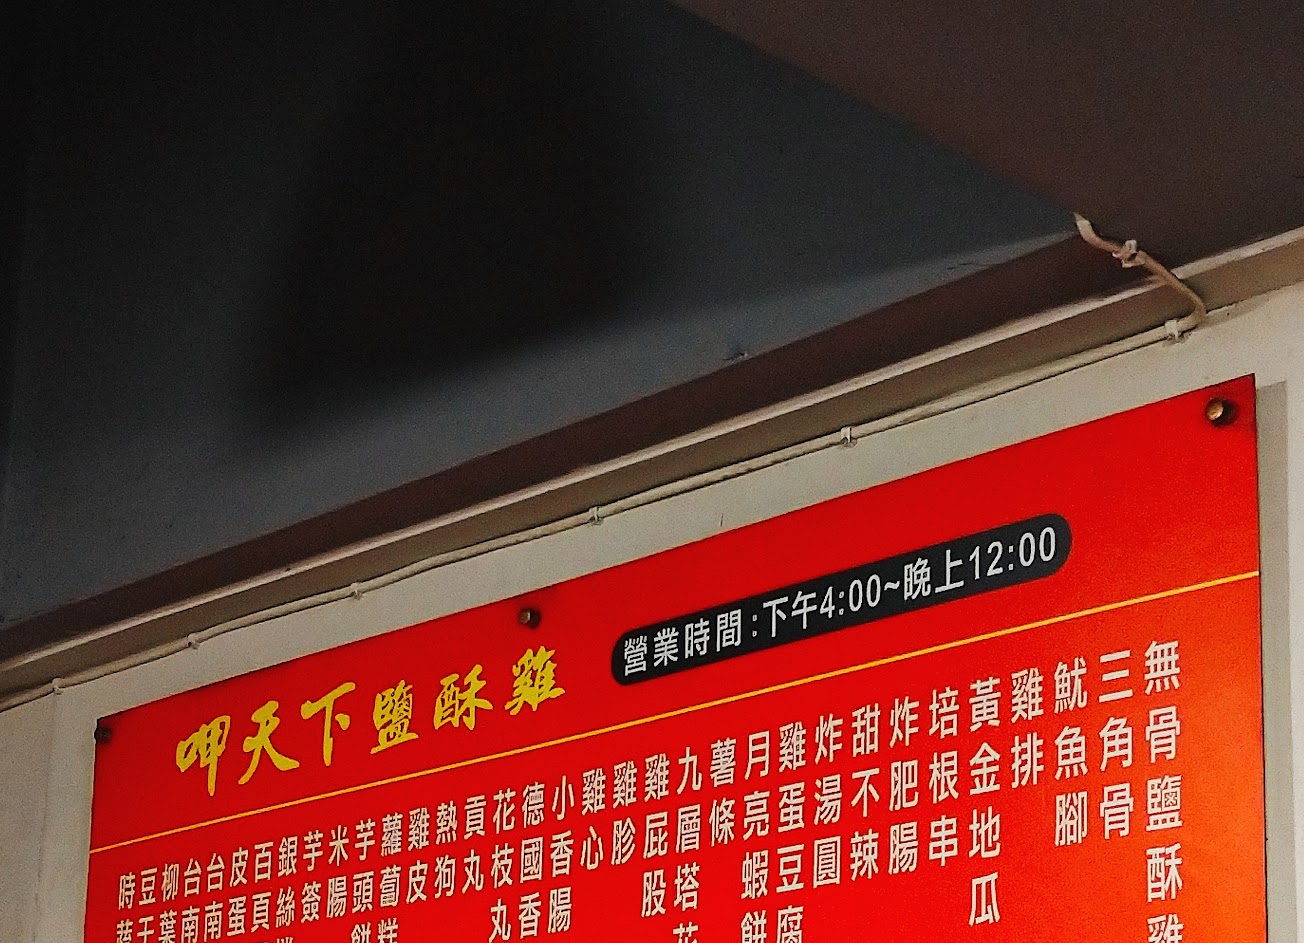 呷天下鹽酥雞
營業時間:下午4:00~晚上12:00
無骨鹽酥雞
三角骨
魷魚腳
雞排
黃金地瓜
培根串
炸肥腸
甜不辣
炸湯圓
雞蛋豆腐
月亮蝦餅
薯條
九層塔花
雞屁股
雞胗
雞心
小香腸
德國香
花枝丸
貢丸
熱狗
雞皮
蘿蔔糕
芋頭餅
米腸
芋簽
銀絲
百頁
皮蛋
台南
台南
柳葉
豆干
時蔬